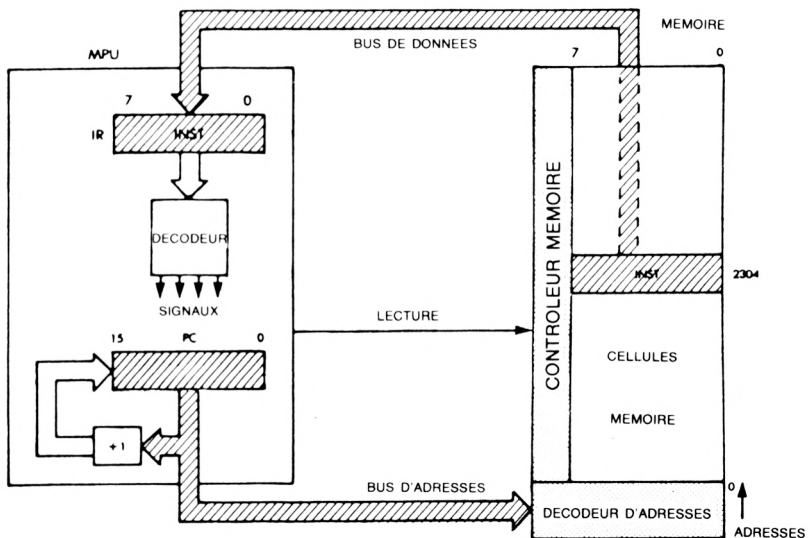 MEMOIRE
BUS DE DONNEES
MPU
7 0
7 0
IR INST
DECODEUR
SIGNAUX
CONTROLEUR MEMOIRE
INST 2304
LECTURE
15 PC 0
CELLULES
MEMOIRE
+1
BUS D'ADRESSES
0
DECODEUR D'ADRESSES
ADRESSES